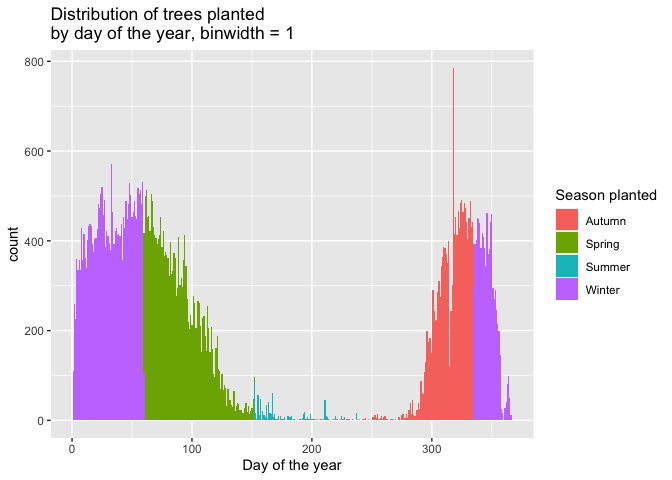 Distribution of trees planted
by day of the year, binwidth = 1
800
600
400
200
0
count
0 100 200 300
Day of the year
Season planted
Autumn
Spring
Summer
Winter